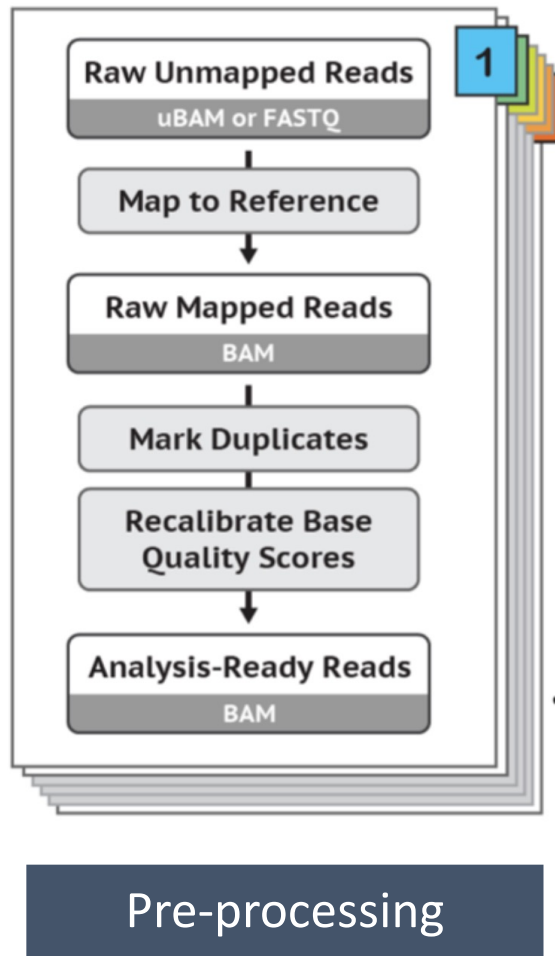 1
Raw Unmapped Reads
uBAM or FASTQ
Map to Reference
Raw Mapped Reads
BAM
Mark Duplicates
Recalibrate Base
Quality Scores
Analysis-Ready Reads
BAM
Pre-processing